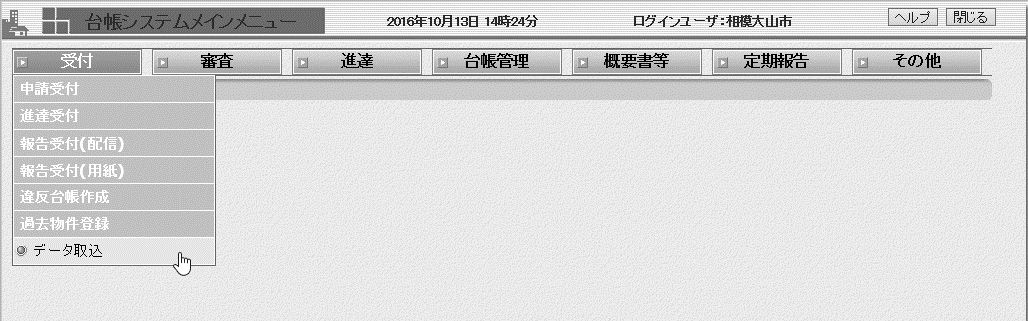 台帳システムメインメニュー 2016年10月13日 14時24分 ログインユーザ：相模大山市 ヘルプ 閉じる
受付 審査 進達 台帳管理 概要書等 定期報告 その他
申請受付
進達受付
報告受付(配信)
報告受付(用紙)
違反台帳作成
過去物件登録
データ取込